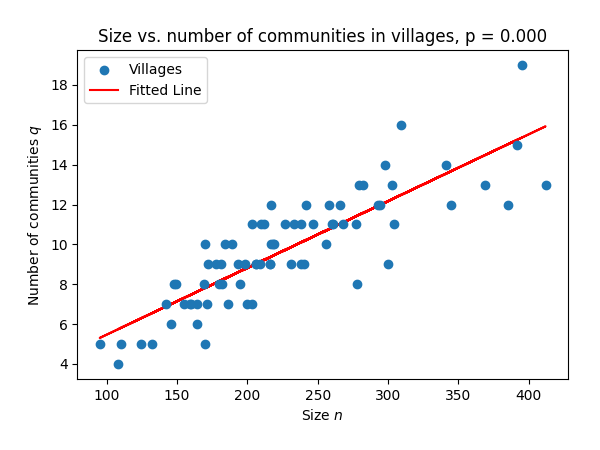 Size vs. number of communities in villages, p = 0.000
Villages
Fitted Line
18
16
14
12
10
8
6
4
Number of communities q
100 150 200 250 300 350 400
Size n